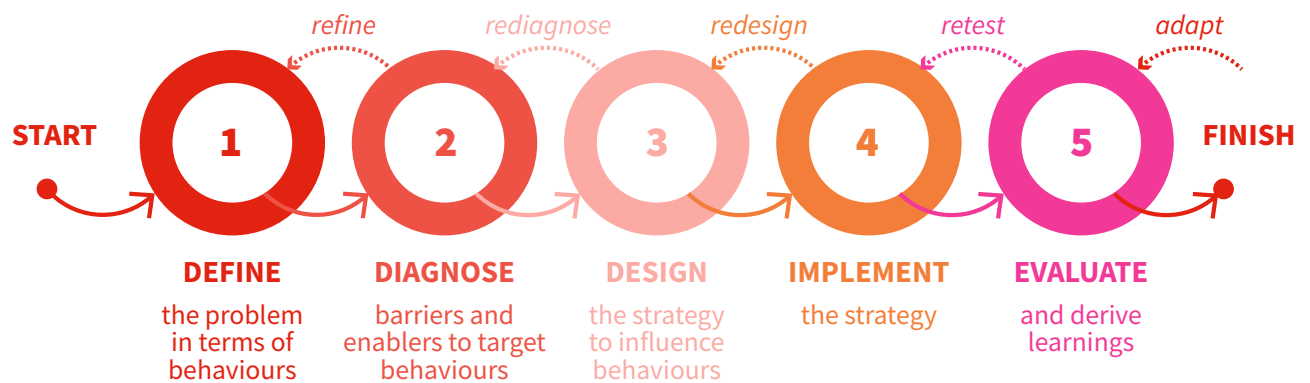 refine
rediagnose
redesign
retest
adapt
START
1
2
3
4
5
FINISH
DEFINE
the problem
in terms of
behaviours
DIAGNOSE
barriers and
enablers to target
behaviours
DESIGN
the strategy
to influence
behaviours
IMPLEMENT
the strategy
EVALUATE
and derive
learnings